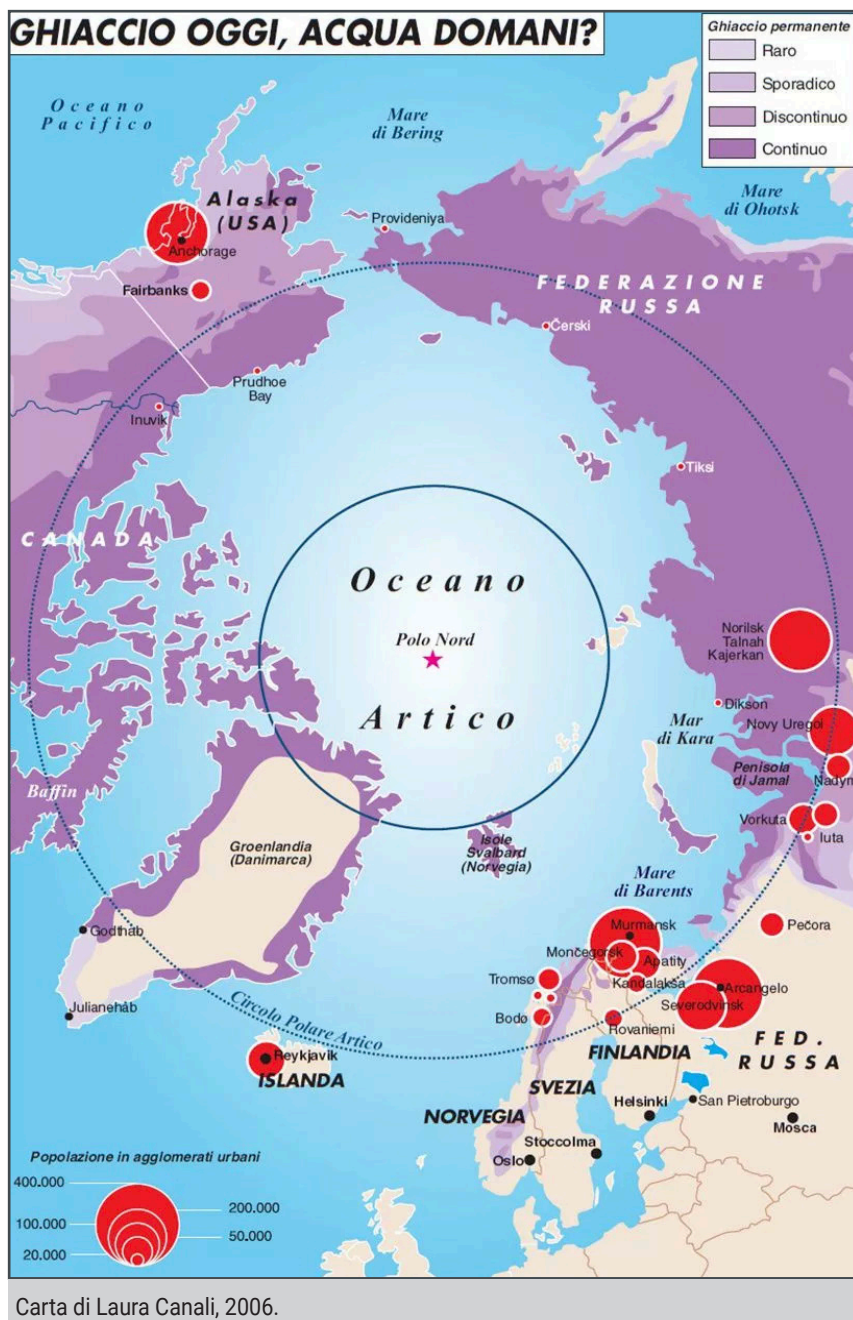 GHIACCIO OGGI, ACQUA DOMANI?
Ghiaccio permanente
Raro
Sporadico
Discontinuo
Continuo
Oceano
Pacifico
Mare
di Bering
Mare
di Ohotsk
Alaska
(USA)
Anchorage
Provideniya
Fairbanks
FEDERAZIONE
RUSSA
Čerski
Prudhoe
Bay
Inuvik
Tiksi
CANADA
Oceano
Polo Nord
Artico
Norilsk
Talnah
Kajerkan
Dikson
Novy Uregoi
Mar
di Kara
Penisola
di Jamal
Nadym
Baffin
Vorkuta
Iuta
Groenlandia
(Danimarca)
Isole
Svalbard
(Norvegia)
Mare
di Barents
Godthåb
Murmansk
Pečora
Mončegorsk
Apatity
Tromsø
Kandalaksa
Arcangelo
Severodvinsk
Julianehåb
Bodø
Rovaniemi
Circolo Polare Artico
Reykjavik
ISLANDA
FINLANDIA
FED.
RUSSA
SVEZIA
NORVEGIA
Helsinki
San Pietroburgo
Mosca
Stoccolma
Oslo
Popolazione in agglomerati urbani
400.000
200.000
100.000
50.000
20.000
Carta di Laura Canali, 2006.